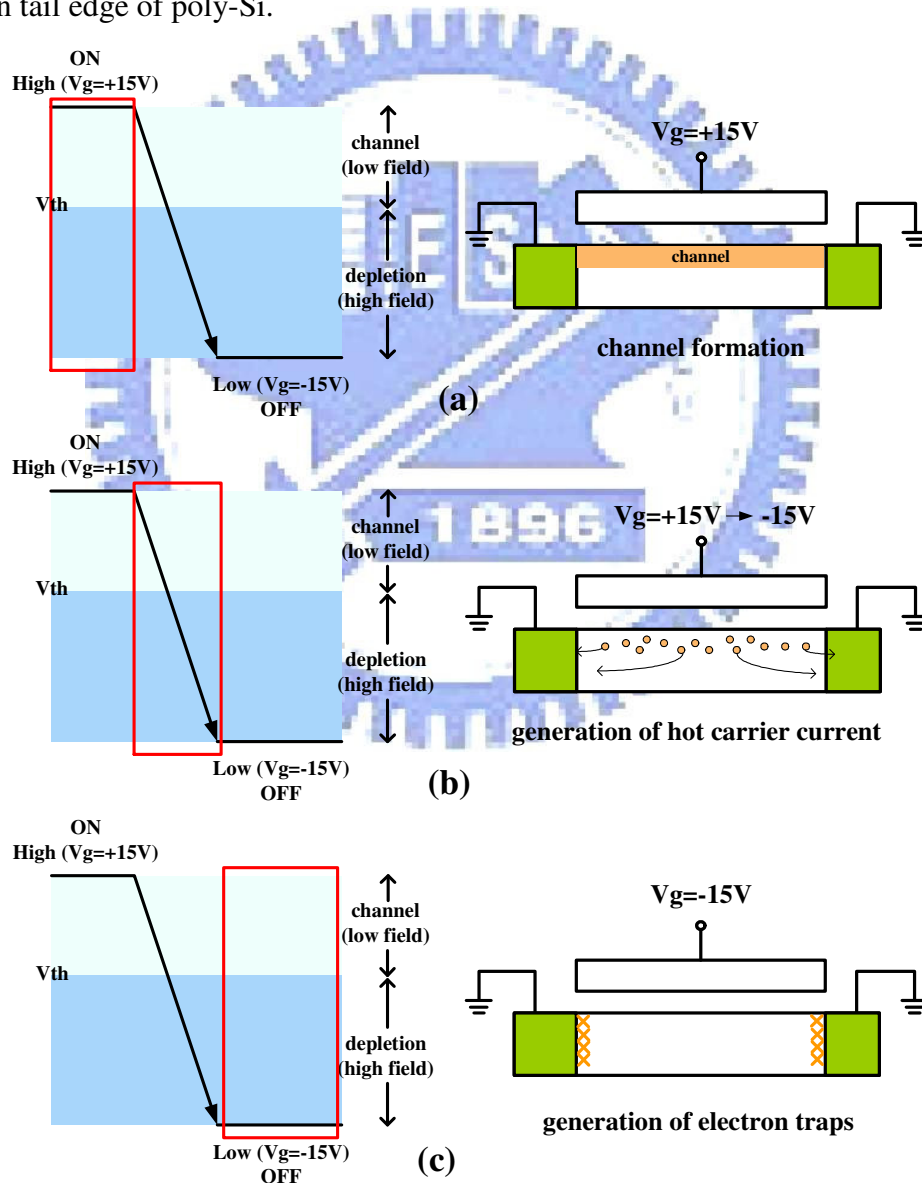 n tail edge of poly-Si.
ON
High (Vg=+15V)
Vth
channel
(low field)
depletion
(high field)
Low (Vg=-15V)
OFF
Vg=+15V
channel
channel formation
(a)
ON
High (Vg=+15V)
Vth
channel
(low field)
depletion
(high field)
Low (Vg=-15V)
OFF
Vg=+15V → -15V
generation of hot carrier current
(b)
1896
ES
ON
High (Vg=+15V)
Vth
channel
(low field)
depletion
(high field)
Low (Vg=-15V)
OFF
Vg=-15V
generation of electron traps
(c)